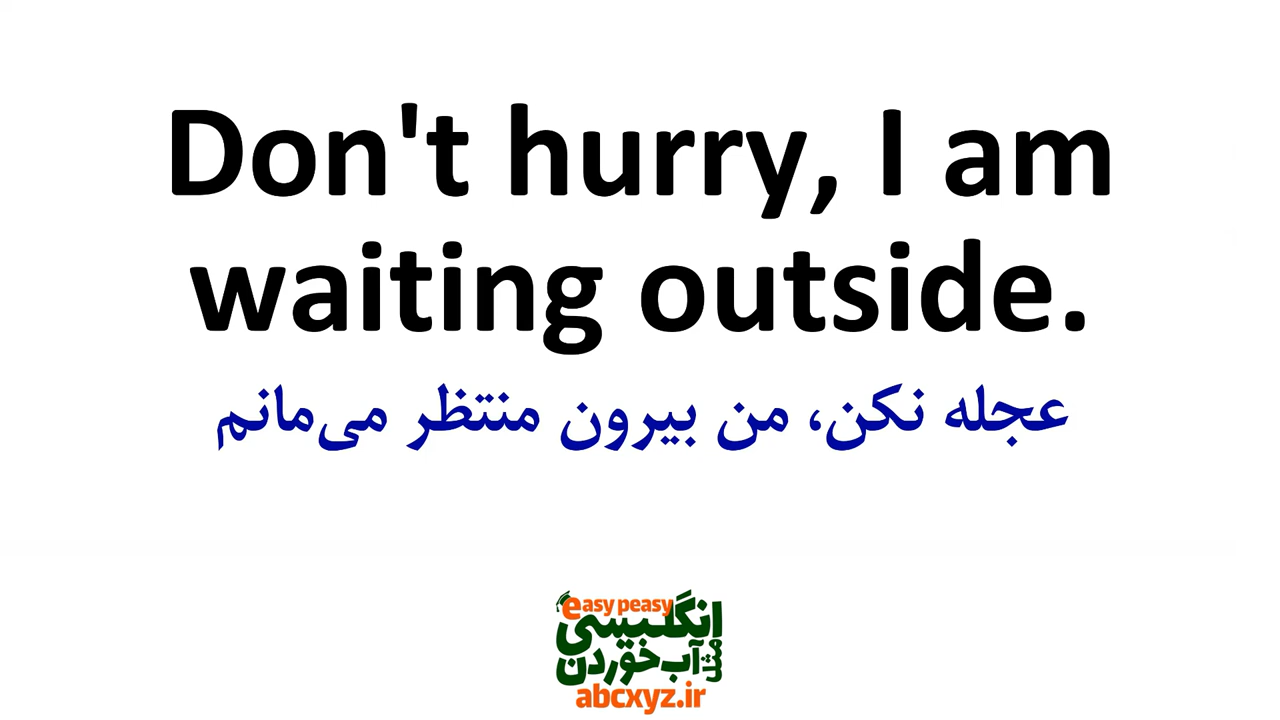 Don't hurry, I am
waiting outside.
عجله نکن، من بیرون منتظر می‌مانم
easy peasy
انگلیسی
مثل آب خوردن
abcxyz.ir